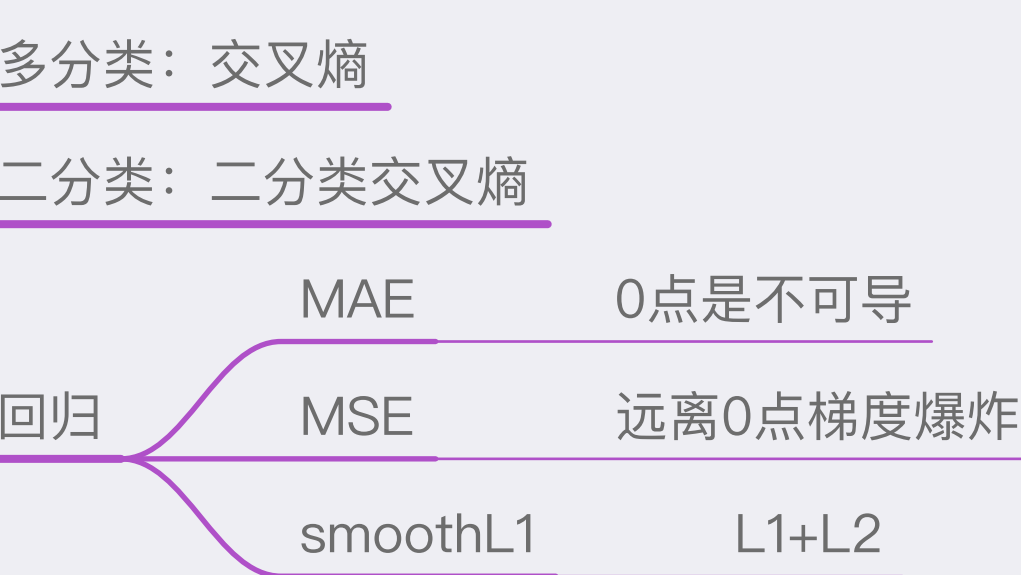 多分类：交叉熵
二分类：二分类交叉熵
MAE 0点是不可导
回归
MSE 远离0点梯度爆炸
smoothL1 L1+L2